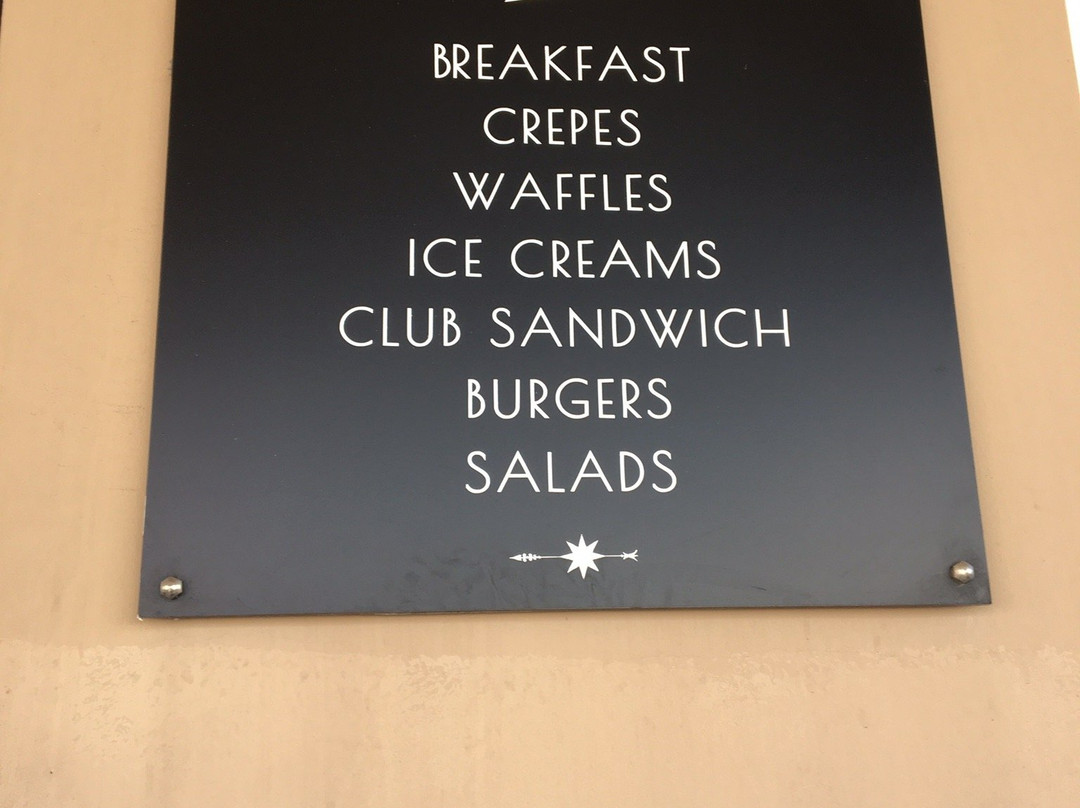 BREAKFAST
CREPES
WAFFLES
ICE CREAMS
CLUB SANDWICH
BURGERS
SALADS